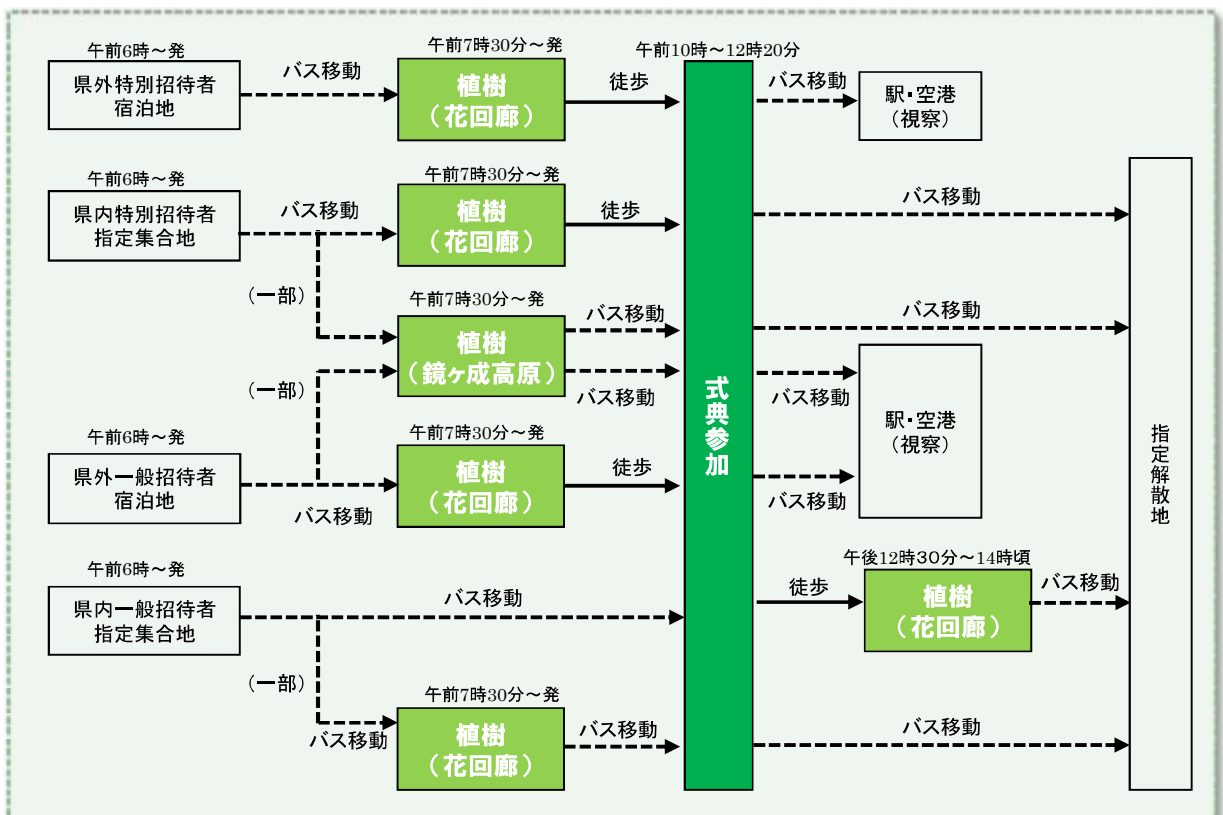 午前6時～発
県外特別招待者
宿泊地
バス移動
午前7時30分～発
植樹
（花回廊）
徒歩
午前10時～12時20分
バス移動
駅・空港
（視察）
午前6時～発
県内特別招待者
指定集合地
バス移動
（一部）
午前7時30分～発
植樹
（花回廊）
徒歩
バス移動
午前7時30分～発
植樹
（鏡ヶ成高原）
バス移動
バス移動
式典参加
バス移動
バス移動
駅・空港
（視察）
バス移動
指定解散地
（一部）
午前6時～発
県外一般招待者
宿泊地
バス移動
午前7時30分～発
植樹
（花回廊）
徒歩
午前6時～発
県内一般招待者
指定集合地
バス移動
徒歩
午後12時30分～14時頃
植樹
（花回廊）
バス移動
（一部）
バス移動
午前7時30分～発
植樹
（花回廊）
バス移動
バス移動